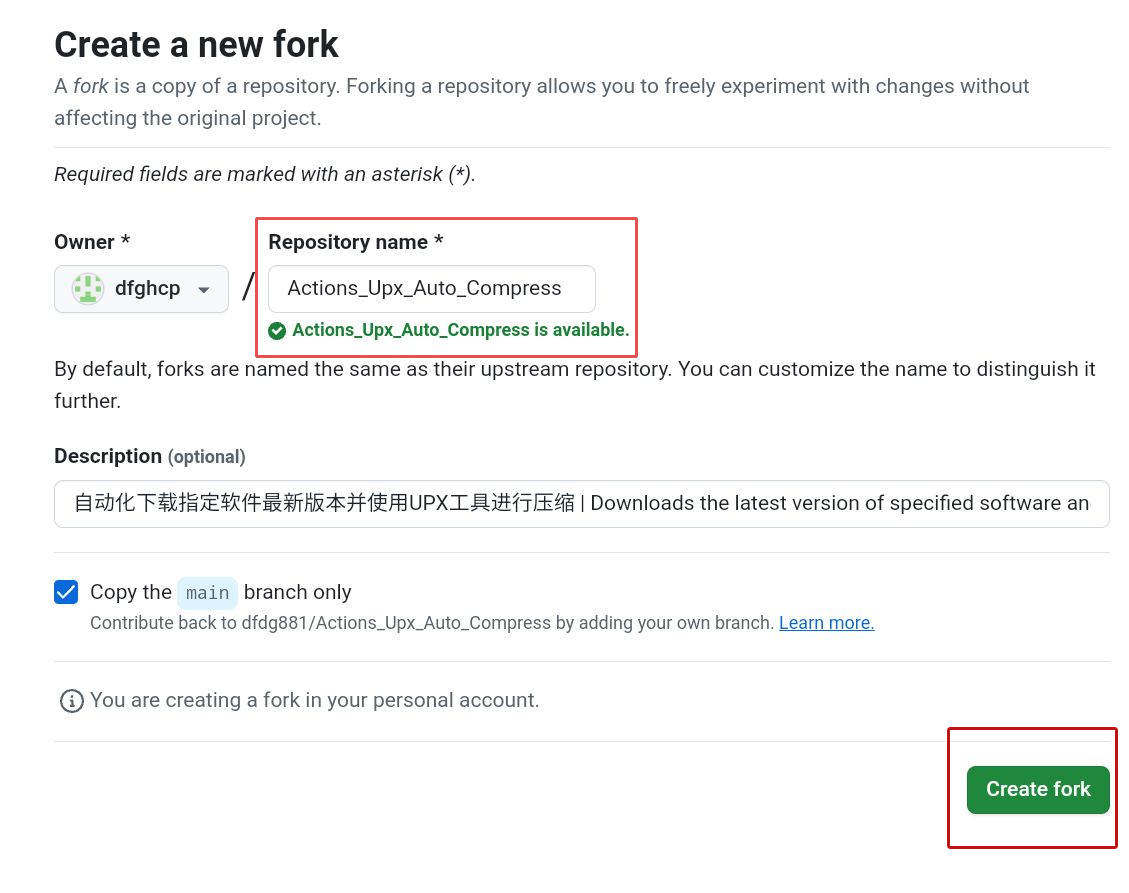 Create a new fork
A fork is a copy of a repository. Forking a repository allows you to freely experiment with changes without
affecting the original project.
Required fields are marked with an asterisk (*).
Owner *
Repository name *
dfghcp
/
Actions_Upx_Auto_Compress
Actions_Upx_Auto_Compress is available.
By default, forks are named the same as their upstream repository. You can customize the name to distinguish it
further.
Description (optional)
自动化下载指定软件最新版本并使用UPX工具进行压缩 | Downloads the latest version of specified software an
Copy the main branch only
Contribute back to dfdg881/Actions_Upx_Auto_Compress by adding your own branch. Learn more.
You are creating a fork in your personal account.
Create fork